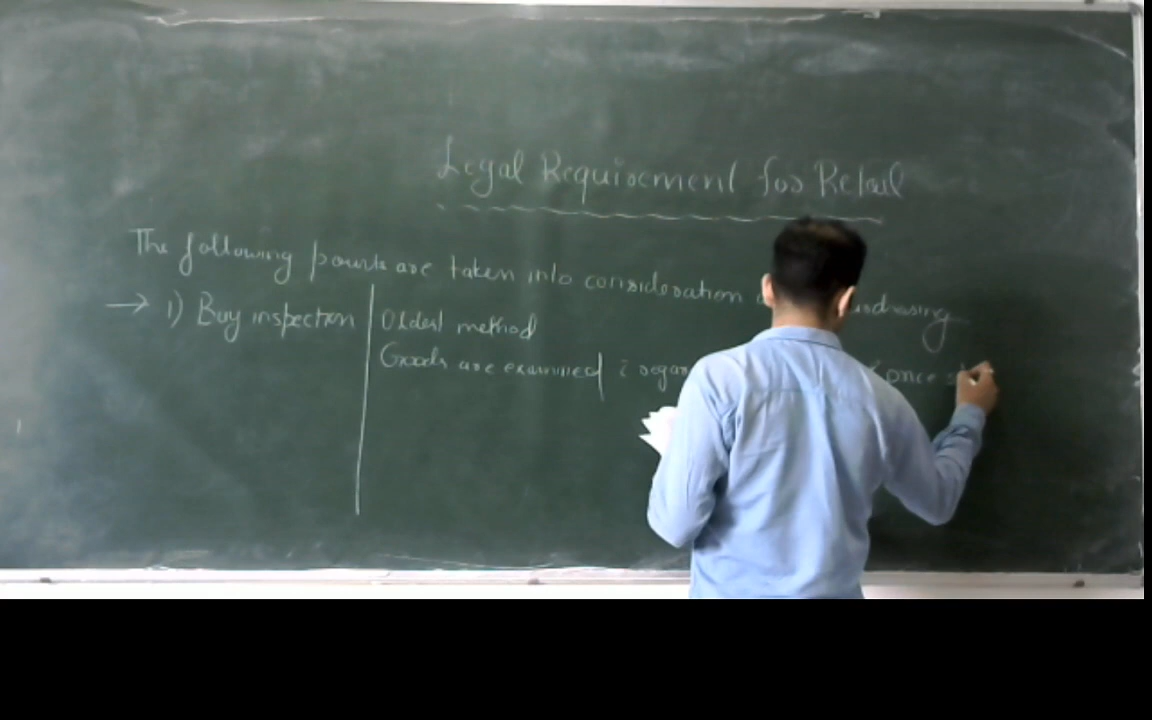 Legal Requirement for Retail
The following points are taken into consideration
→ 1) Buy inspection
Oldest method
Goods are examined
once